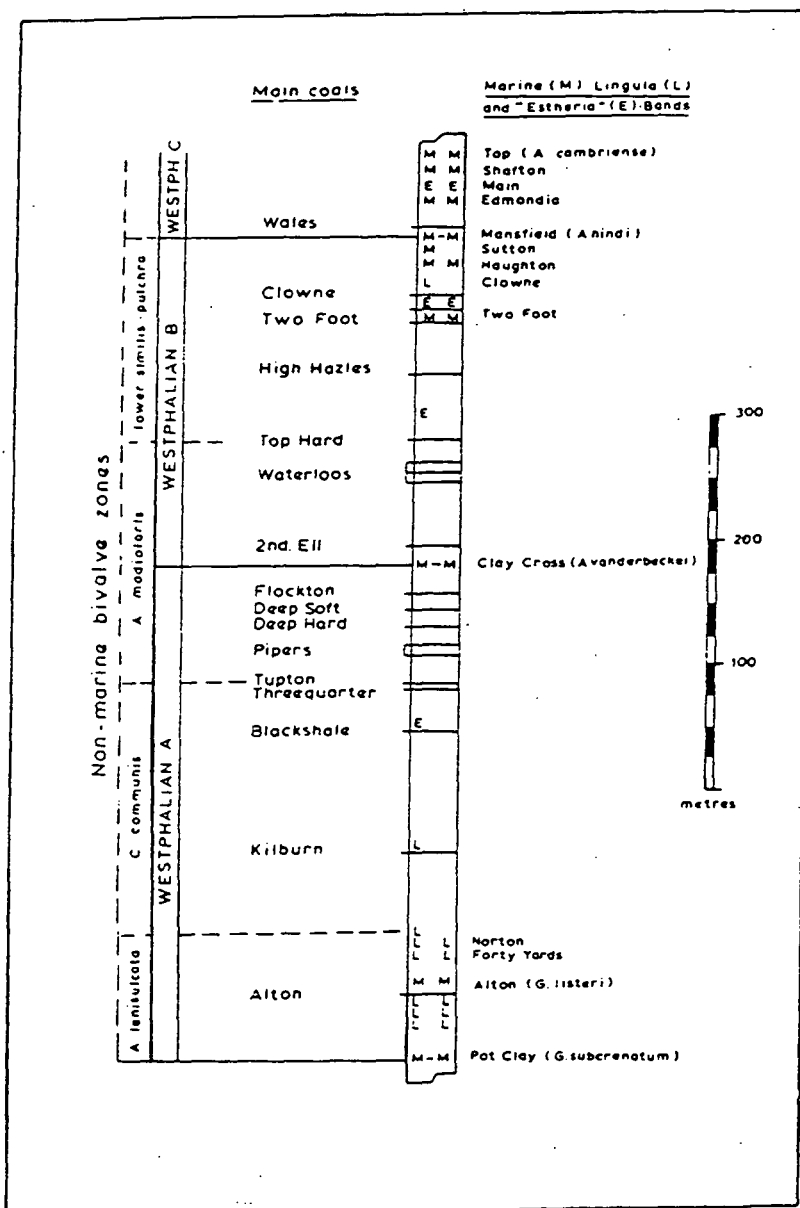 Main coals
Marine (M) Lingula (L)
and "Estheria" (E)-Bands
Non-marine bivalve zones
lower similis-pulchra
A modiolaris
C communis
A lenisulcata
WESTPH C
WESTPHALIAN B
WESTPHALIAN A
Wales
Clowne
Two Foot
High Hazles
Top Hard
Waterloos
2nd. Ell
Flockton
Deep Soft
Deep Hard
Pipers
Tupton
Threequarter
Blackshale
Kilburn
Alton
M M
M M
E E
M M
M-M
M
M M
L
E E
M M
E
M-M
E
L
L
L L
L
L L
M M
L L
L L
L L
M-M
Top (A cambriense)
Shafton
Main
Edmondia
Mansfield (A hindi)
Sutton
Haughton
Clowne
Two Foot
Clay Cross (A vanderbeckei)
Norton
Forty Yards
Alton (G. listeri)
Pot Clay (G. subcrenatum)
300
200
100
metres